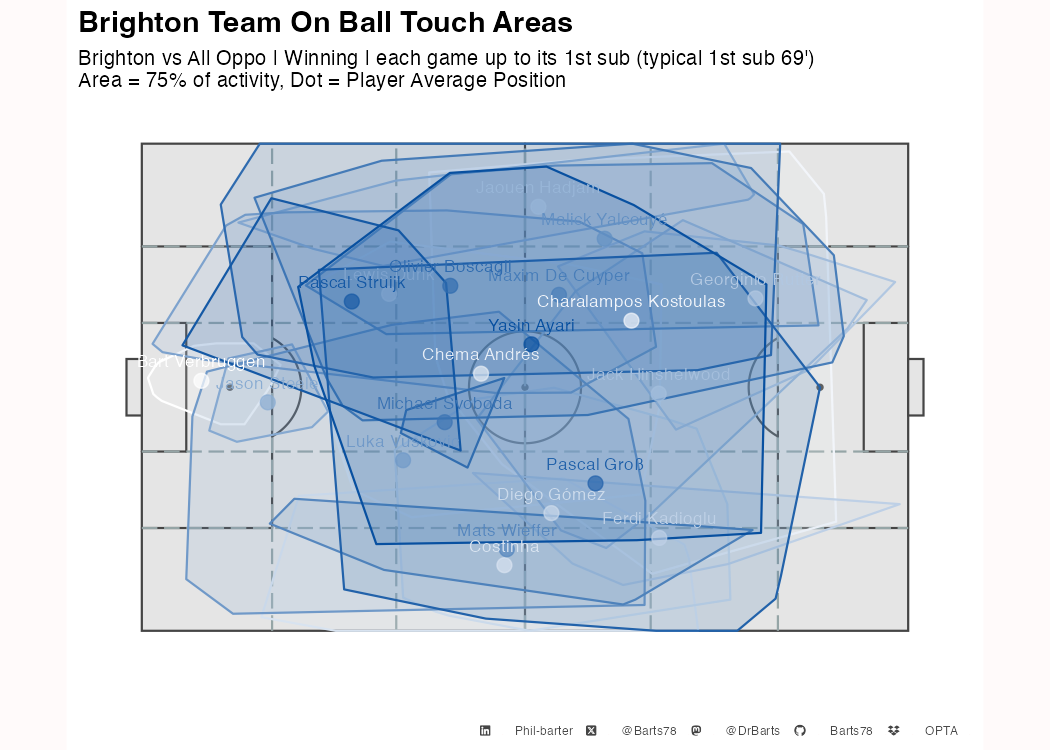 Brighton Team On Ball Touch Areas
Brighton vs All Oppo | Winning | each game up to its 1st sub (typical 1st sub 69')
Area = 75% of activity, Dot = Player Average Position
Jaouen Hadjam
Malick Yalcouyé
Olivier Boscagli
Maxim De Cuyper
Georginio
Pascal Struijk
Charalampos Kostoulas
Yasin Ayari
Chema Andrés
Bart Verbruggen
Jason Steele
Jack Hinshelwood
Michael Svoboda
Luka Vušković
Pascal Groß
Diego Gómez
Ferdi Kadioglu
Mats Wieffer
Costinha
Phil-barter @Barts78 @DrBarts Barts78 OPTA